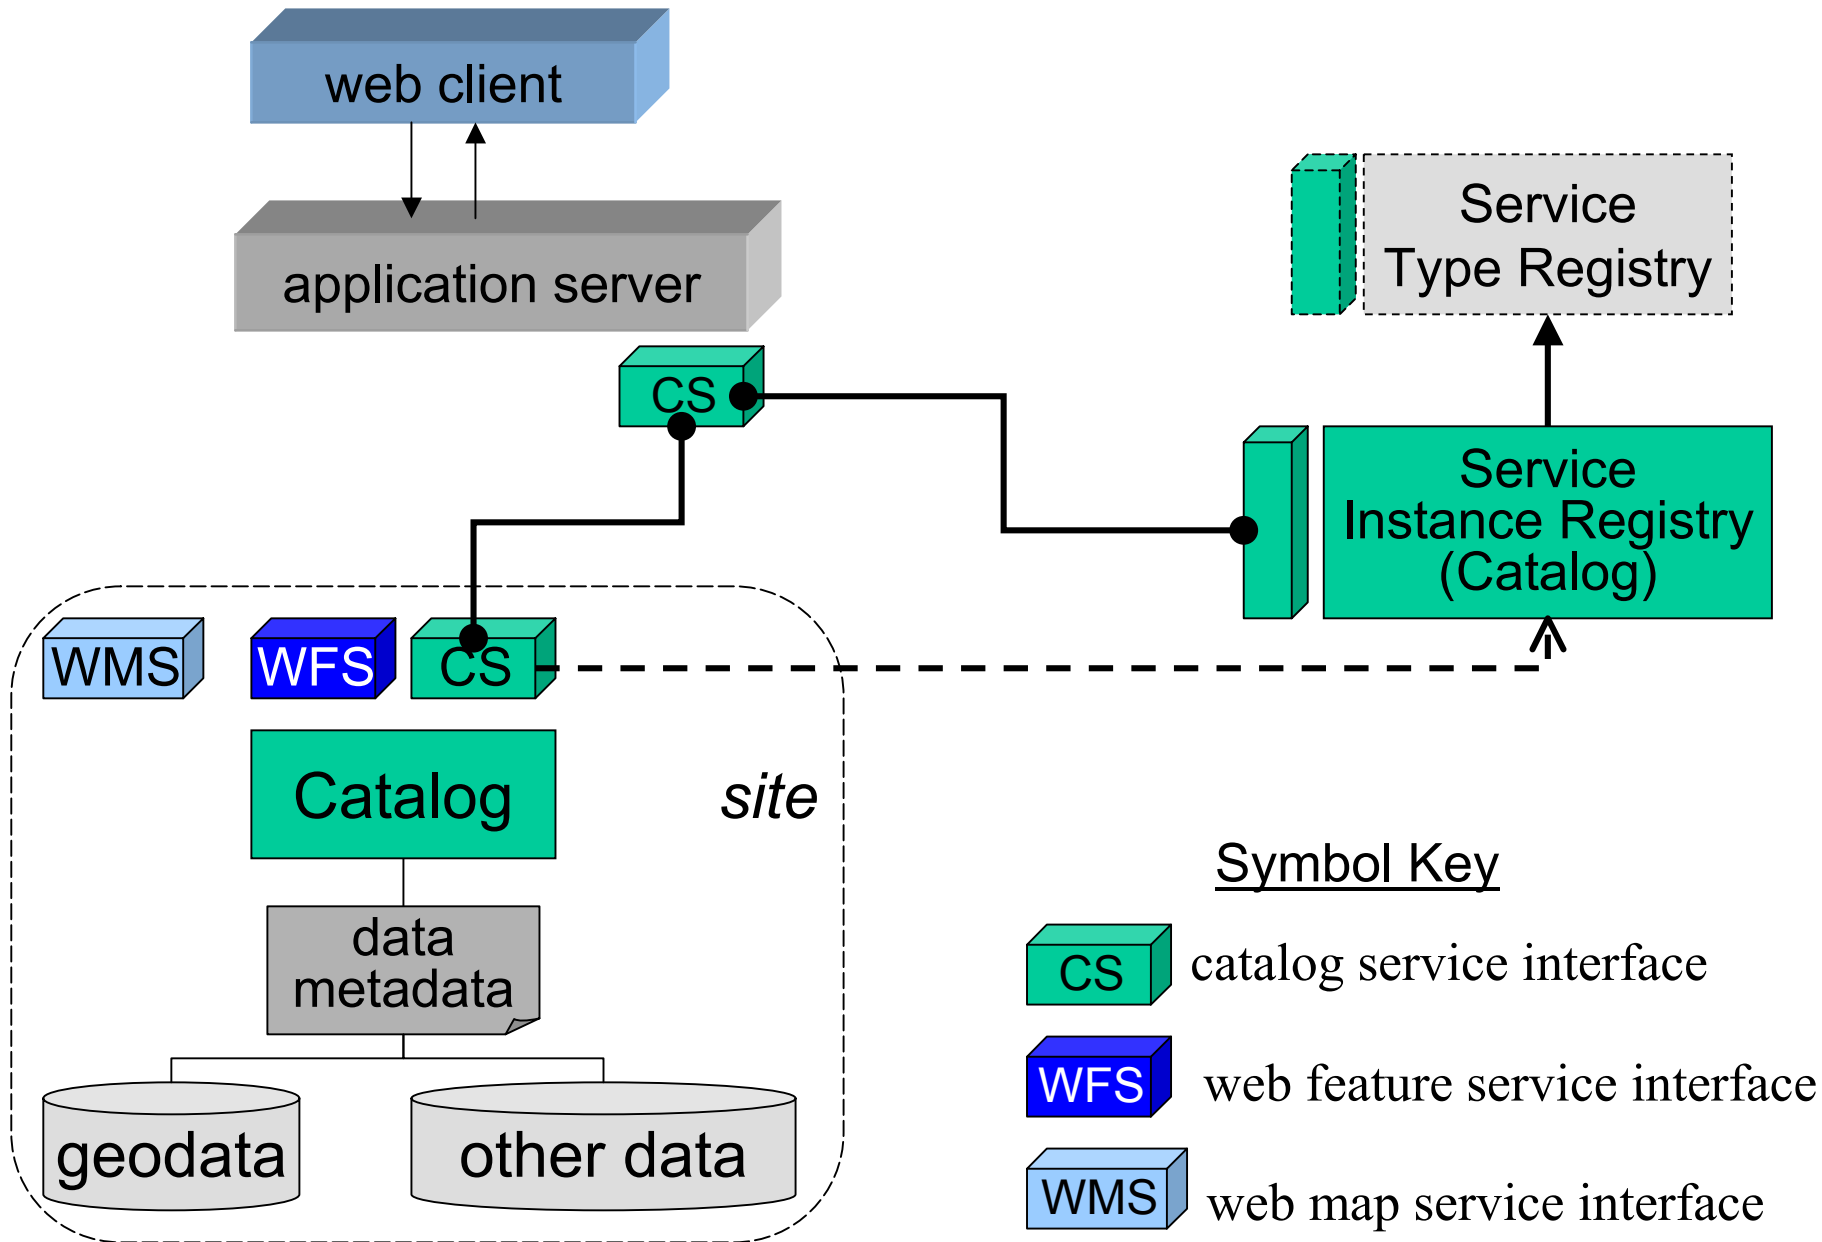 web client
application server
CS
Service
Type Registry
Service
Instance Registry
(Catalog)
WMS
WFS
CS
Catalog
site
data
metadata
geodata
other data
Symbol Key
CS
catalog service interface
WFS
web feature service interface
WMS
web map service interface